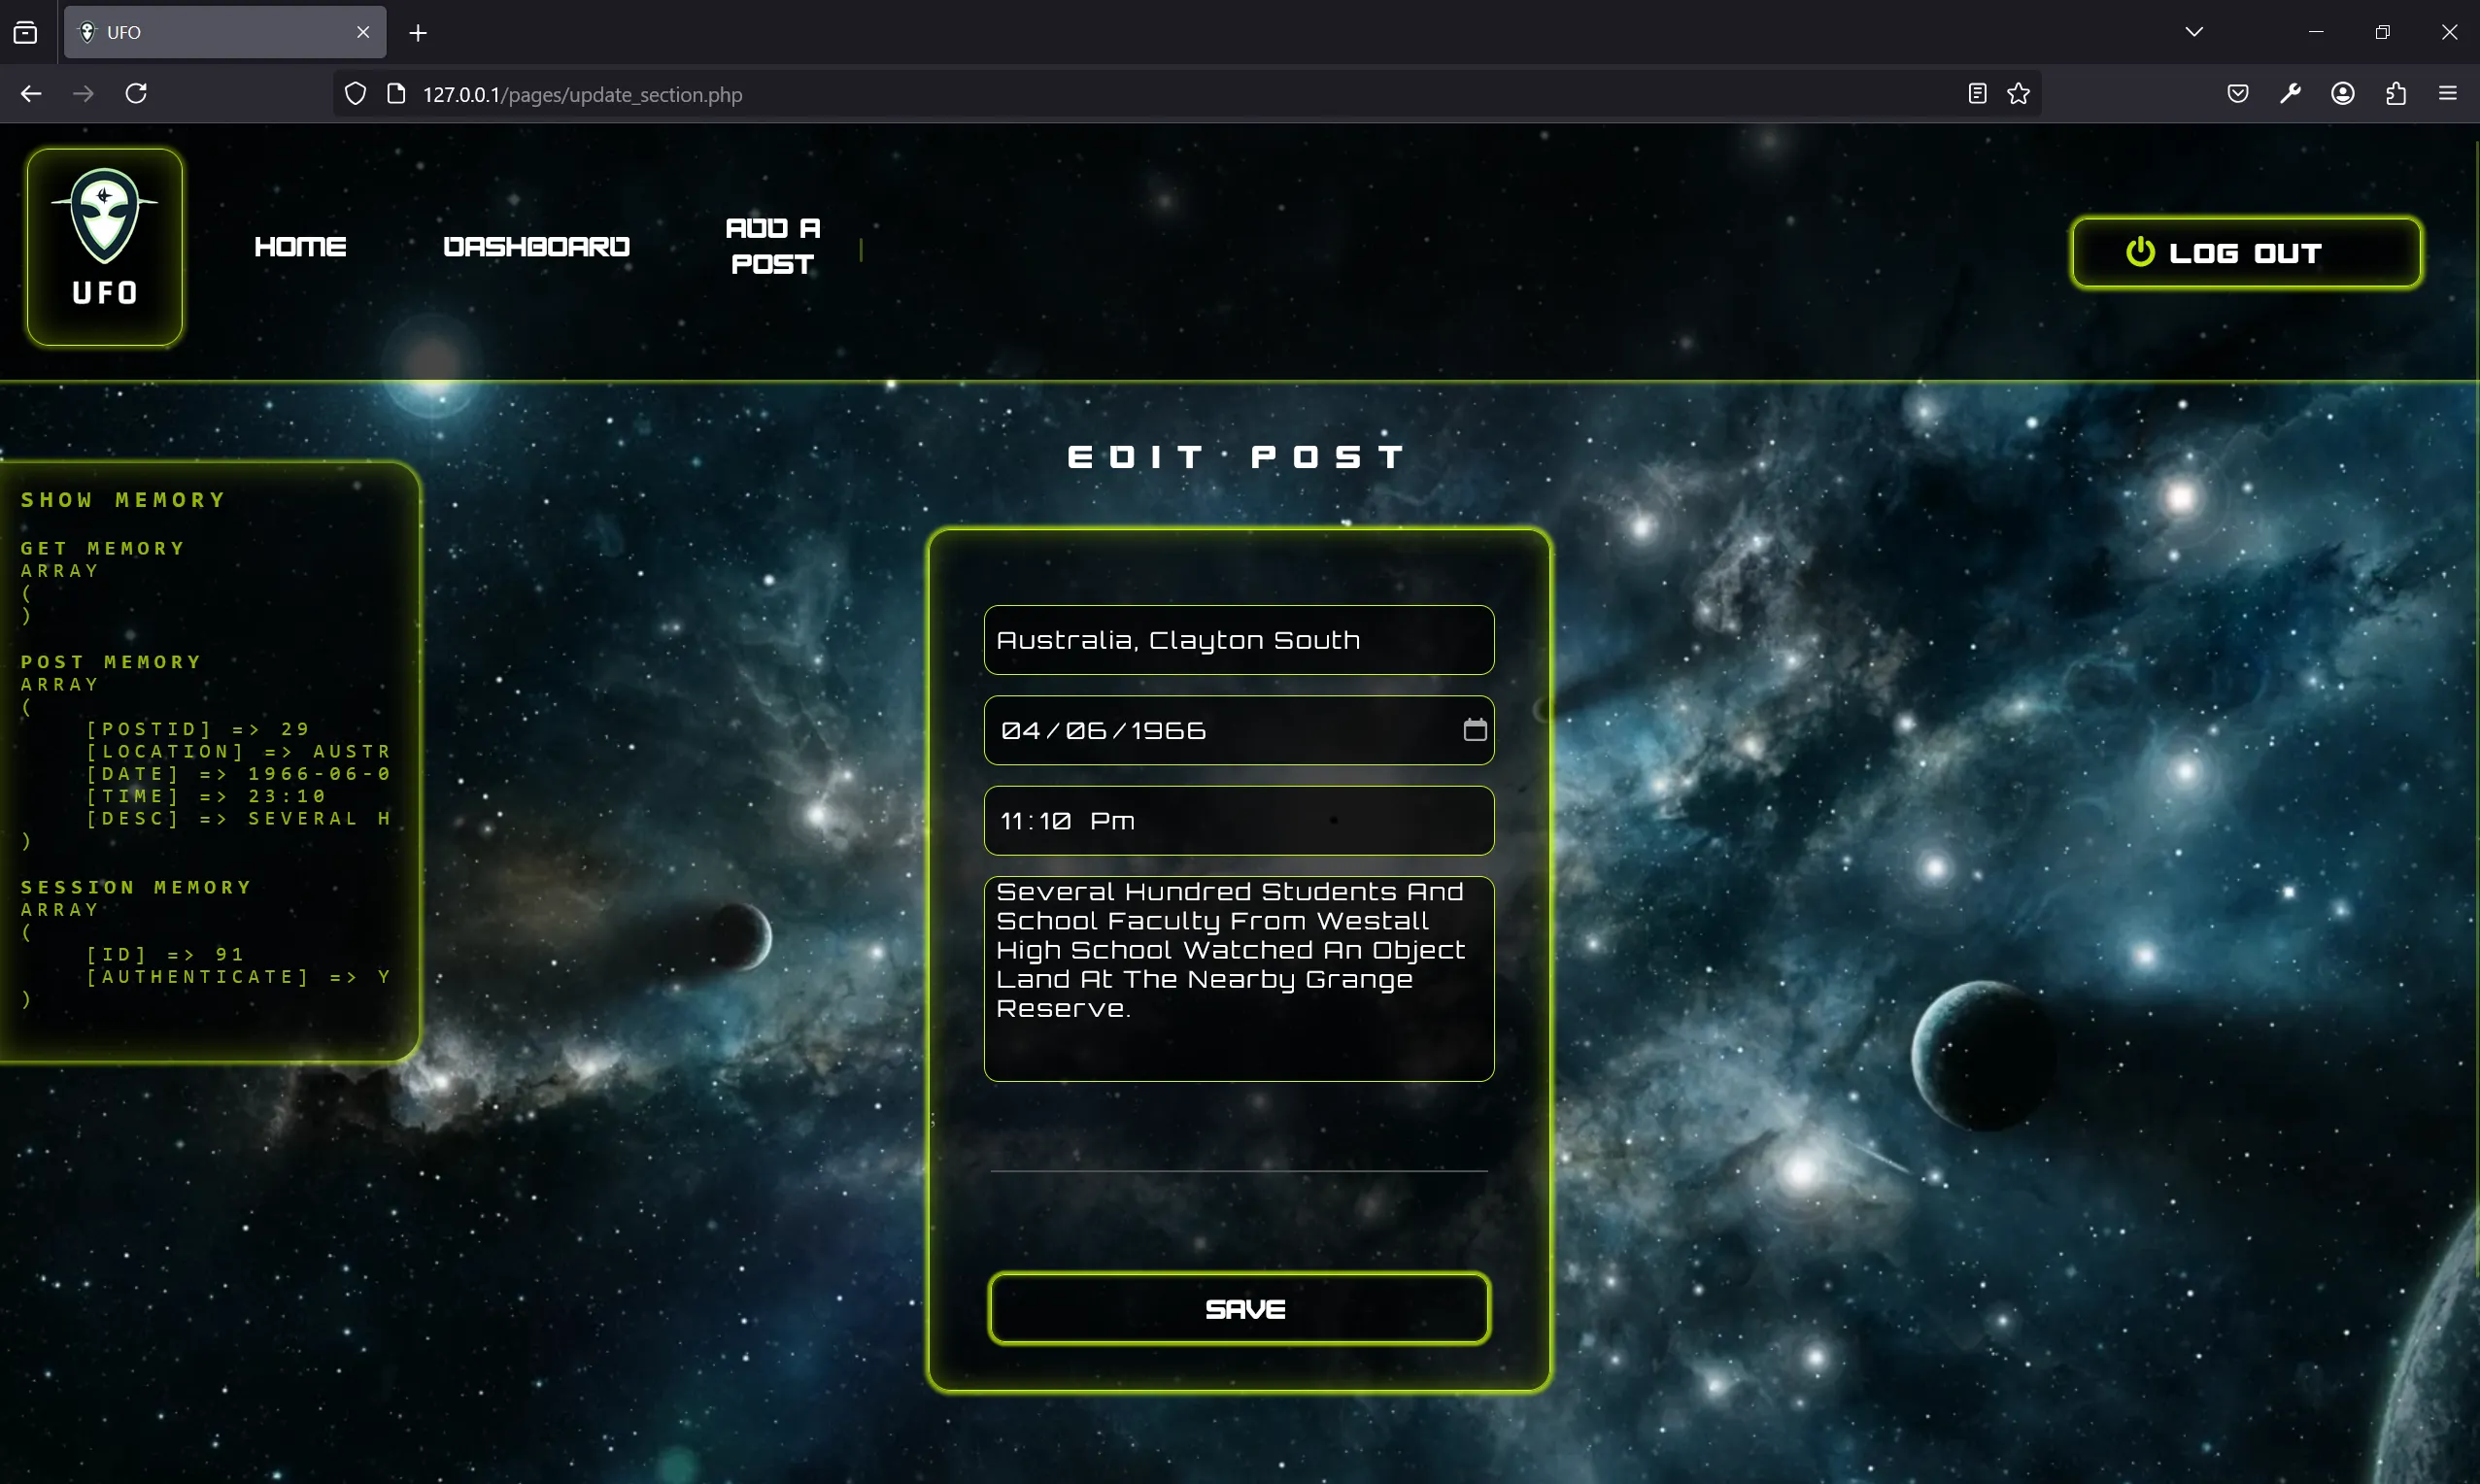 UFO
127.0.0.1/pages/update_section.php
UFO
HOME
DASHBOARD
ADD A
POST
LOG OUT
EDIT POST
SHOW MEMORY
GET MEMORY
ARRAY
(
)
POST MEMORY
ARRAY
(
[POSTID] => 29
[LOCATION] => AUSTR
[DATE] => 1966-06-0
[TIME] => 23:10
[DESC] => SEVERAL H
)
SESSION MEMORY
ARRAY
(
[ID] => 91
[AUTHENTICATE] => Y
)
Australia, Clayton South
04/06/1966
11:10 Pm
Several Hundred Students And
School Faculty From Westall
High School Watched An Object
Land At The Nearby Grange
Reserve.
SAVE